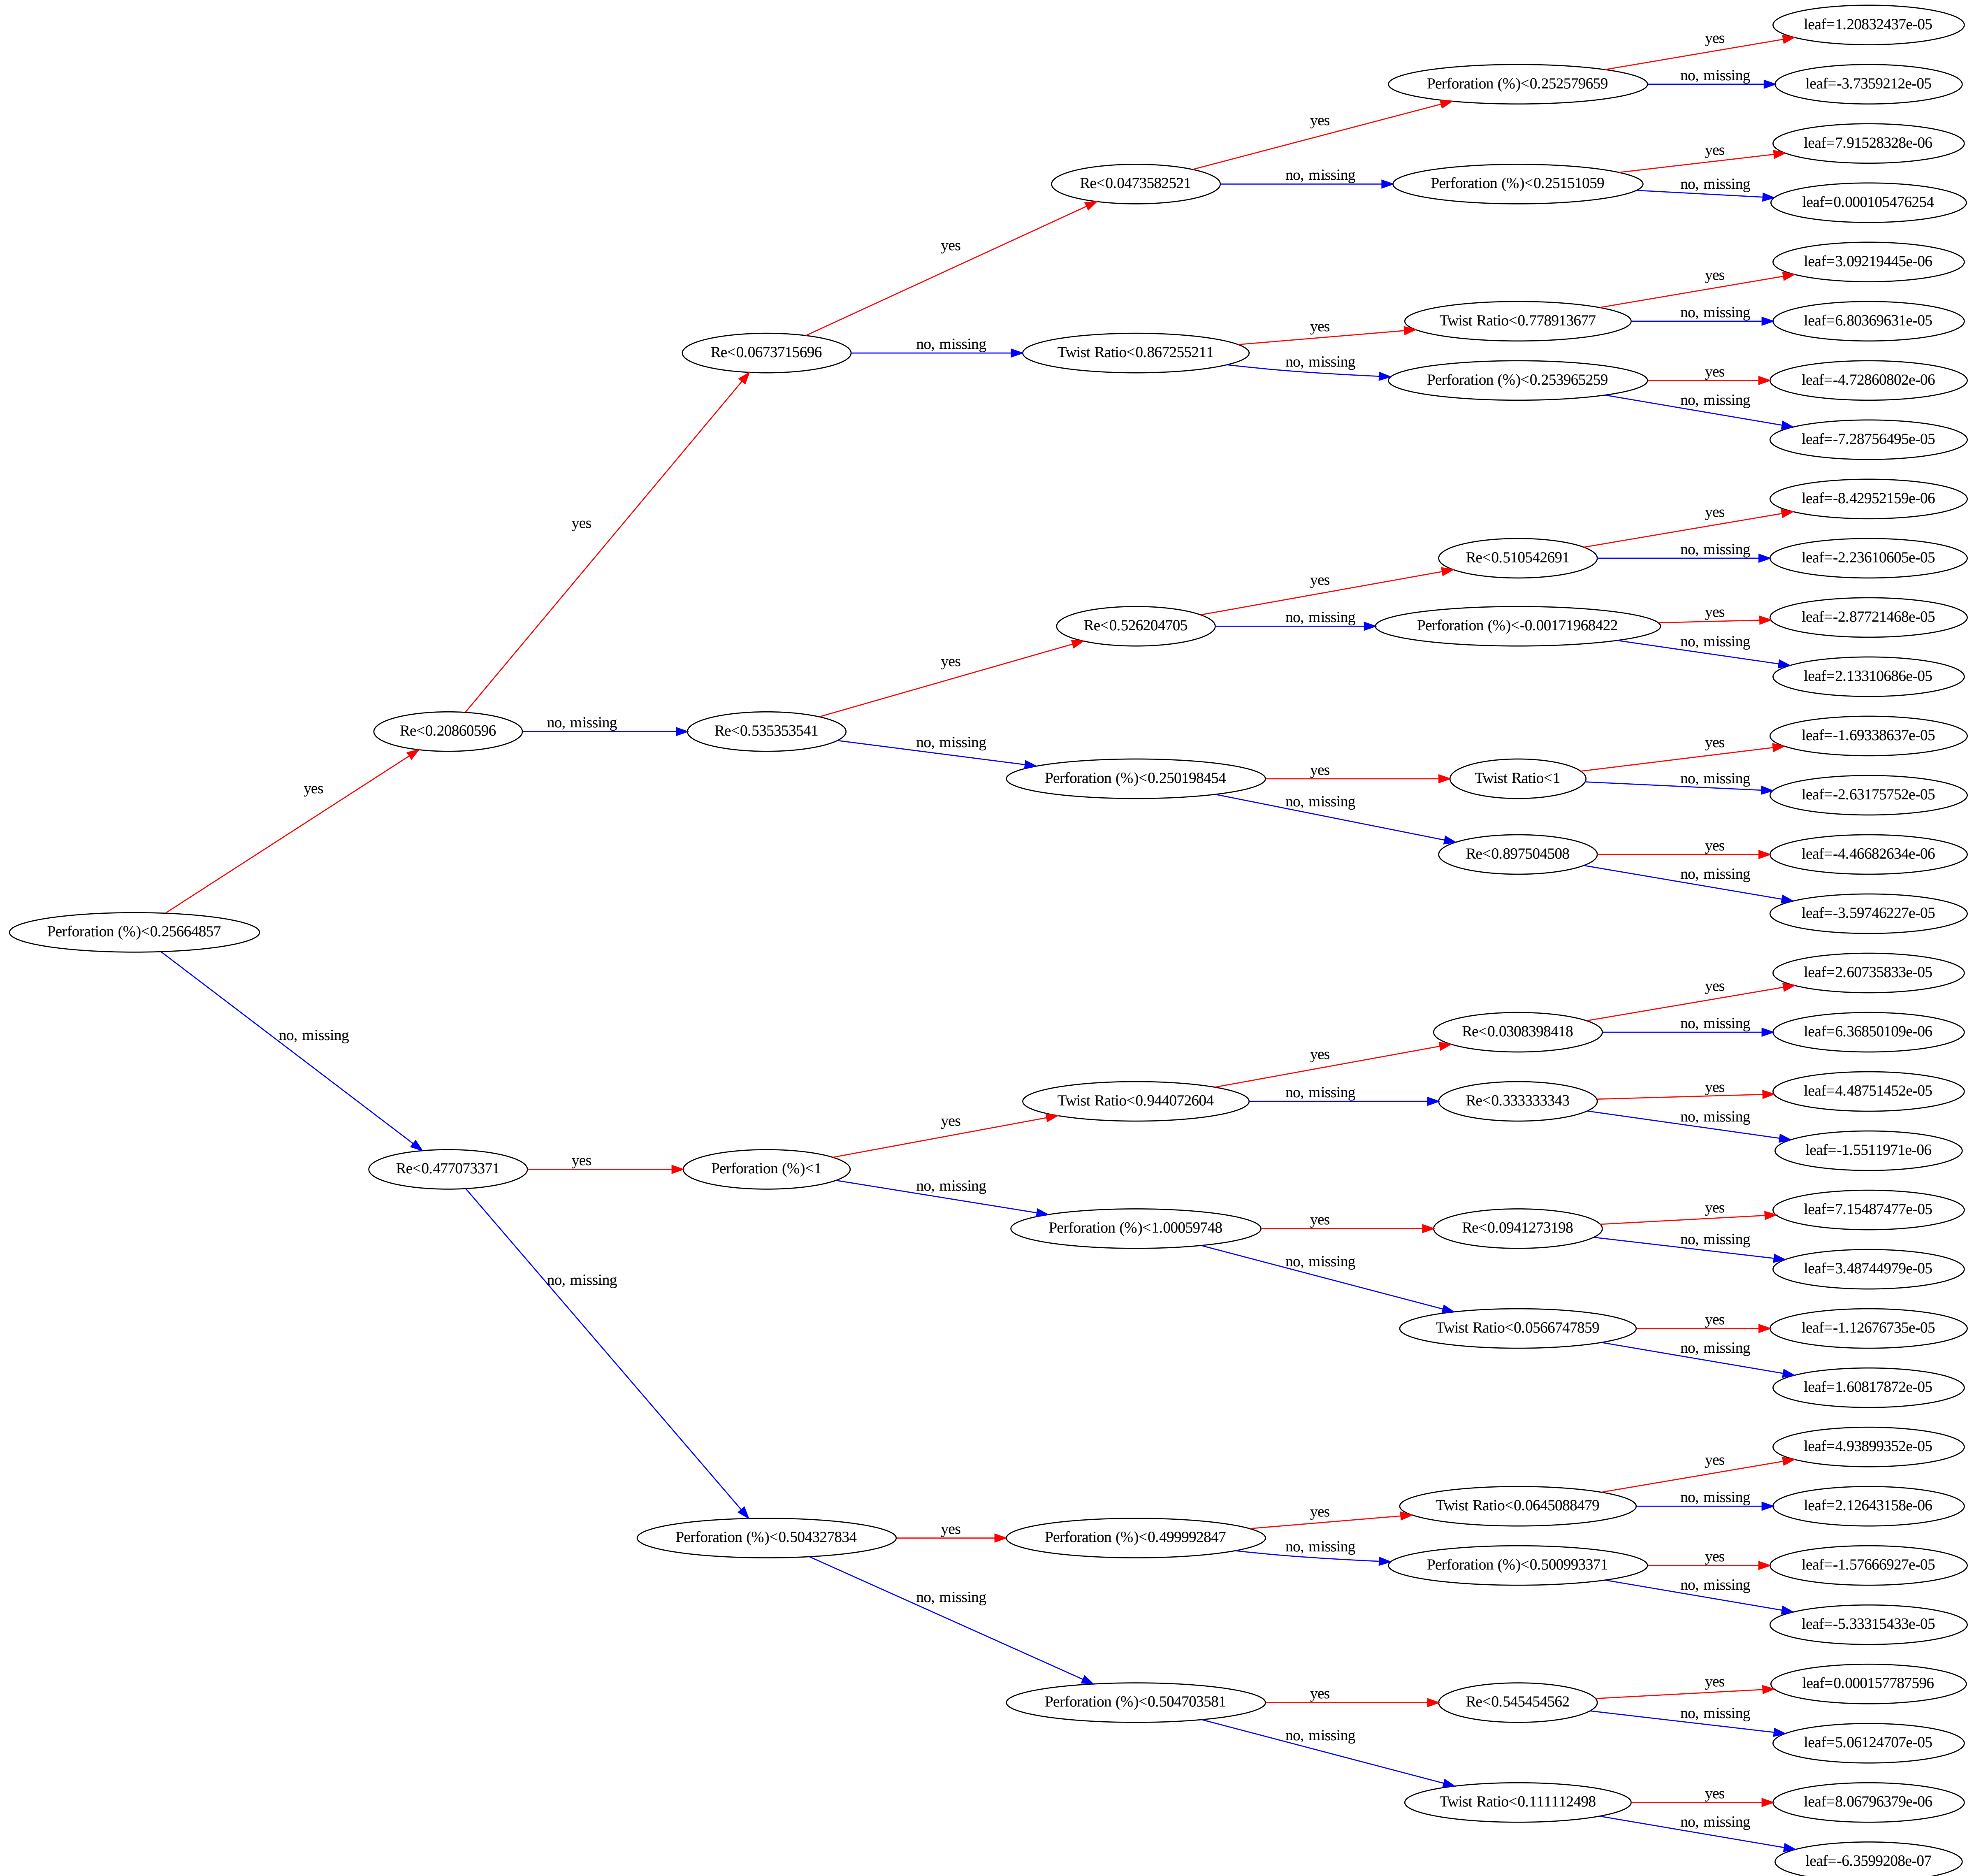 leaf=1.20832437e-05
yes
Perforation (%)<0.252579659
no, missing
leaf=-3.7359212e-05
yes
Re<0.0473582521
no, missing
Perforation (%)<0.25151059
yes
leaf=7.91528328e-06
no, missing
leaf=0.000105476254
yes
Re<0.0673715696
no, missing
Twist Ratio<0.867255211
yes
Twist Ratio<0.778913677
yes
leaf=3.09219445e-06
no, missing
leaf=6.80369631e-05
no, missing
Perforation (%)<0.253965259
yes
leaf=-4.72860802e-06
no, missing
leaf=-7.28756495e-05
yes
Re<0.20860596
no, missing
Re<0.535353541
yes
Re<0.526204705
yes
Re<0.510542691
yes
leaf=-8.42952159e-06
no, missing
leaf=-2.23610605e-05
no, missing
Perforation (%)<-0.00171968422
yes
leaf=-2.87721468e-05
no, missing
leaf=2.13310686e-05
no, missing
Perforation (%)<0.250198454
yes
Twist Ratio<1
yes
leaf=-1.69338637e-05
no, missing
leaf=-2.63175752e-05
no, missing
Re<0.897504508
yes
leaf=-4.46682634e-06
no, missing
leaf=-3.59746227e-05
yes
Perforation (%)<0.25664857
no, missing
Re<0.477073371
yes
Perforation (%)<1
yes
Twist Ratio<0.944072604
yes
Re<0.0308398418
yes
leaf=2.60735833e-05
no, missing
leaf=6.36850109e-06
no, missing
Re<0.333333343
yes
leaf=4.48751452e-05
no, missing
leaf=-1.5511971e-06
no, missing
Perforation (%)<1.00059748
yes
Re<0.0941273198
yes
leaf=7.15487477e-05
no, missing
leaf=3.48744979e-05
no, missing
Twist Ratio<0.0566747859
yes
leaf=-1.12676735e-05
no, missing
leaf=1.60817872e-05
no, missing
Perforation (%)<0.504327834
yes
Perforation (%)<0.499992847
yes
Twist Ratio<0.0645088479
yes
leaf=4.93899352e-05
no, missing
leaf=2.12643158e-06
no, missing
Perforation (%)<0.500993371
yes
leaf=-1.57666927e-05
no, missing
leaf=-5.33315433e-05
no, missing
Perforation (%)<0.504703581
yes
Re<0.545454562
yes
leaf=0.000157787596
no, missing
leaf=5.06124707e-05
no, missing
Twist Ratio<0.111112498
yes
leaf=8.06796379e-06
no, missing
leaf=-6.3599208e-07